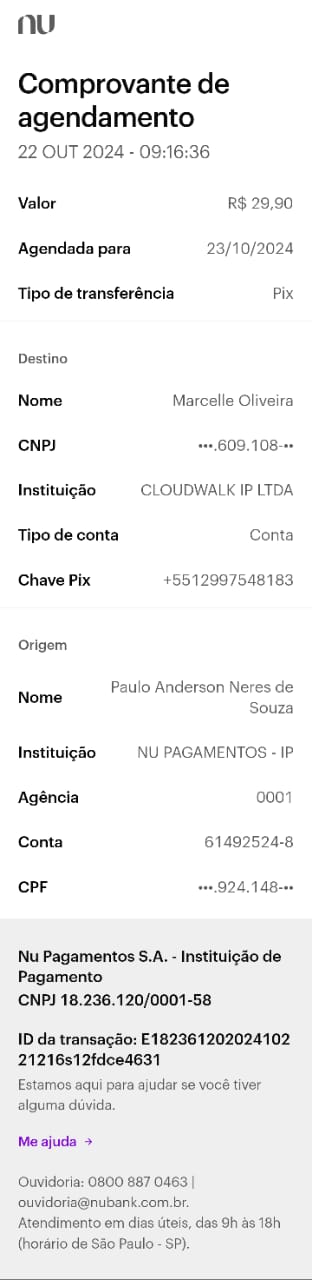 nu
Comprovante de
agendamento
22 OUT 2024 - 09:16:36
Valor R$ 29,90
Agendada para 23/10/2024
Tipo de transferência Pix
Destino
Nome Marcelle Oliveira
CNPJ •••.609.108-••
Instituição CLOUDWALK IP LTDA
Tipo de conta Conta
Chave Pix +5512997548183
Origem
Nome Paulo Anderson Neres de
Souza
Instituição NU PAGAMENTOS - IP
Agência 0001
Conta 61492524-8
CPF •••.924.148-••
Nu Pagamentos S.A. - Instituição de
Pagamento
CNPJ 18.236.120/0001-58
ID da transação: E182361202024102
21216s12fdce4631
Estamos aqui para ajudar se você tiver
alguma dúvida.
Me ajuda →
Ouvidoria: 0800 887 0463 |
ouvidoria@nubank.com.br.
Atendimento em dias úteis, das 9h às 18h
(horário de São Paulo - SP).